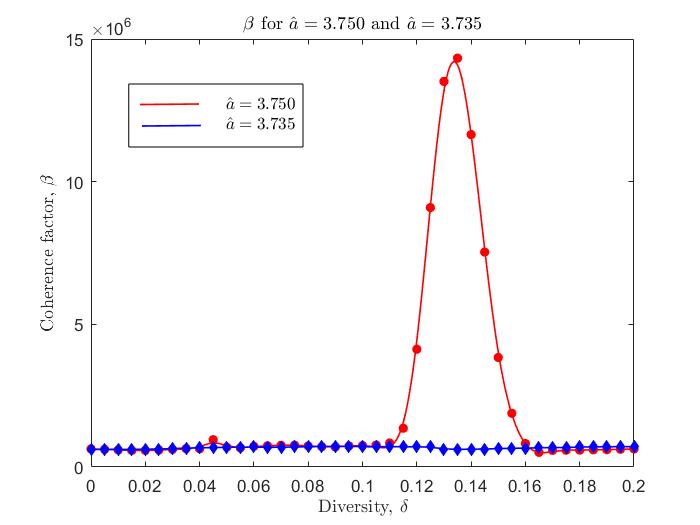 β for â = 3.750 and â = 3.735
×10⁶
15
10
5
0
Coherence factor, β
â = 3.750
â = 3.735
0 0.02 0.04 0.06 0.08 0.1 0.12 0.14 0.16 0.18 0.2
Diversity, δ